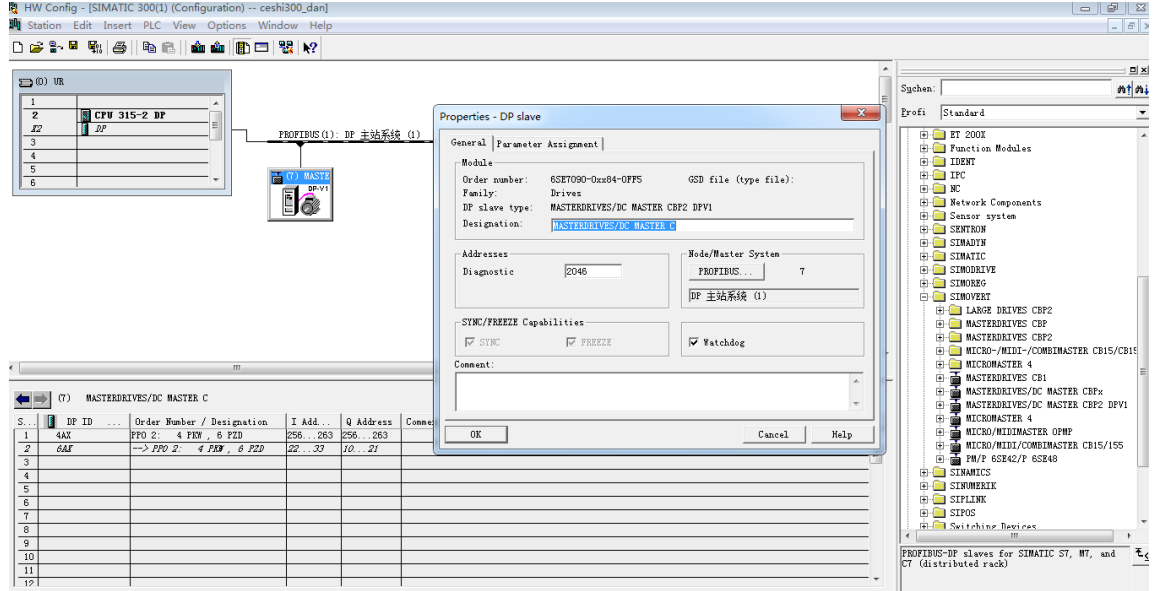 HW Config - [SIMATIC 300(1) (Configuration) -- ceshi300_dan]
Station Edit Insert PLC View Options Window Help
(0) UR
1
2 CPU 315-2 DP
X2 DP
3
4
5
6
PROFIBUS(1): DP 主站系统 (1)
(7) MASTE
DP-V1
Properties - DP slave
General Parameter Assignment
Module
Order number: 6SE7090-0xx84-0FF5 GSD file (type file):
Family: Drives
DP slave type: MASTERDRIVES/DC MASTER CBP2 DPV1
Designation: MASTERDRIVES/DC MASTER C
Addresses
Diagnostic 2046
Node/Master System
PROFIBUS... 7
DP 主站系统 (1)
SYNC/FREEZE Capabilities
SYNC FREEZE
Watchdog
Comment:
OK Cancel Help
Suchen:
Profi Standard
ET 200X
Function Modules
IDENT
IPC
NC
Network Components
Sensor system
SENTRON
SIMADYN
SIMATIC
SIMODRIVE
SIMOREG
SIMOVERT
LARGE DRIVES CBP2
MASTERDRIVES CBP
MASTERDRIVES CBP2
MICRO-/MIDI-/COMBIMASTER CB15/CB15
MICROMASTER 4
MASTERDRIVES CB1
MASTERDRIVES/DC MASTER CBPx
MASTERDRIVES/DC MASTER CBP2 DPV1
MICROMASTER 4
MICRO/MIDIMASTER OPMP
MICRO/MIDI/COMBIMASTER CB15/155
PM/P 6SE42/P 6SE48
SINAMICS
SINUMERIK
SIPLINK
SIPOS
Switching Devices
PROFIBUS-DP slaves for SIMATIC S7, M7, and
C7 (distributed rack)
(7) MASTERDRIVES/DC MASTER C
S... DP ID ... Order Number / Designation I Add... Q Address Comme
1 4AX PPO 2: 4 PKW , 6 PZD 256...263 256...263
2 6AX --> PPO 2: 4 PKW , 6 PZD 22...33 10...21
3
4
5
6
7
8
9
10
11
12